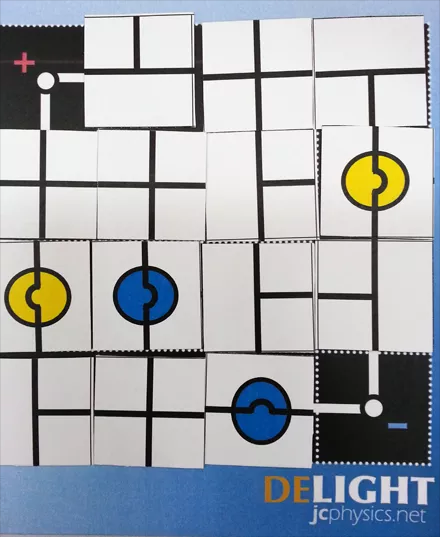 +
-
DELIGHT
jcphysics.net